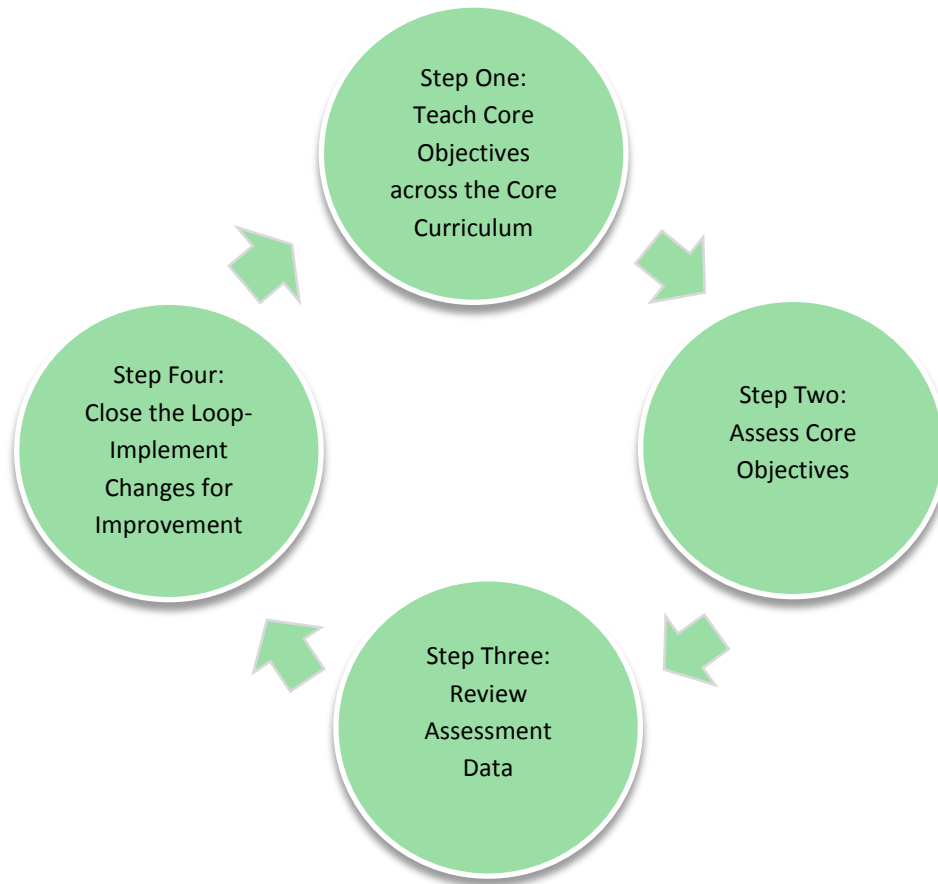 Step One:
Teach Core
Objectives
across the Core
Curriculum
Step Two:
Assess Core
Objectives
Step Three:
Review
Assessment
Data
Step Four:
Close the Loop-
Implement
Changes for
Improvement